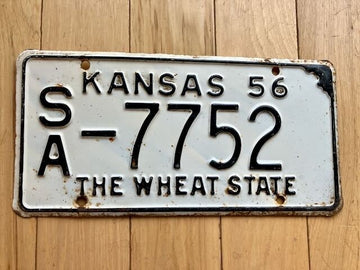 KANSAS 56
SA-7752
THE WHEAT STATE